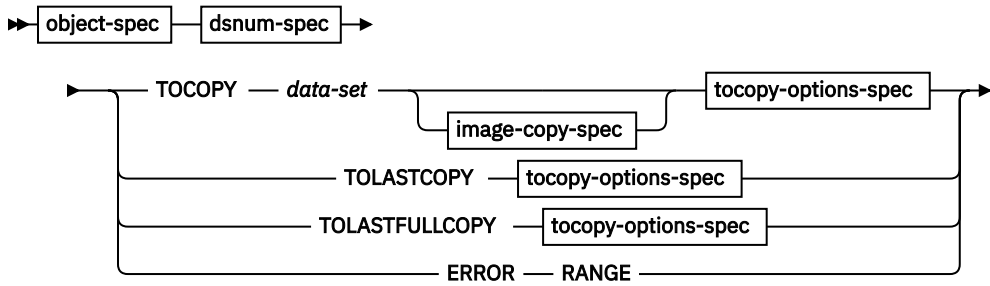 object-spec dsnum-spec
TOCOPY data-set tocopy-options-spec
image-copy-spec
TOLASTCOPY tocopy-options-spec
TOLASTFULLCOPY tocopy-options-spec
ERROR RANGE